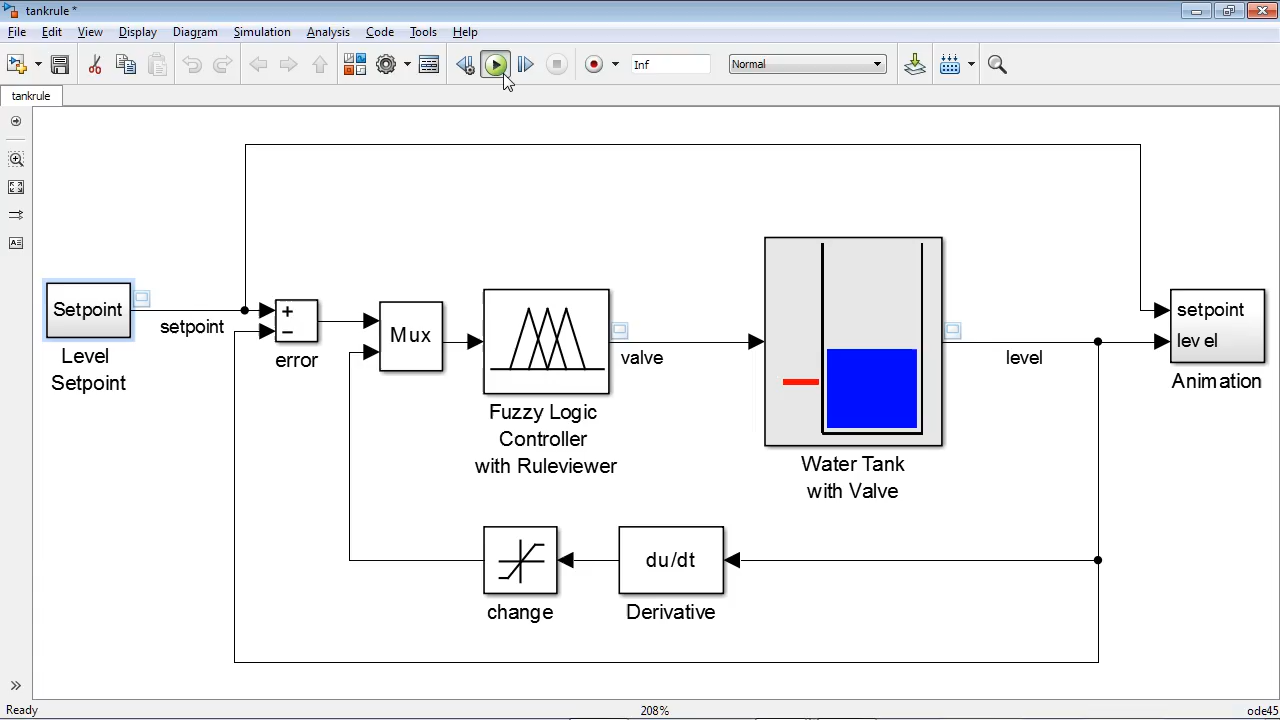 tankrule *
File Edit View Display Diagram Simulation Analysis Code Tools Help
Inf Normal
tankrule
Setpoint
Level
Setpoint
setpoint
+
−
error
Mux
Fuzzy Logic
Controller
with Ruleviewer
valve
Water Tank
with Valve
level
setpoint
level
Animation
change
du/dt
Derivative
Ready 208% ode45